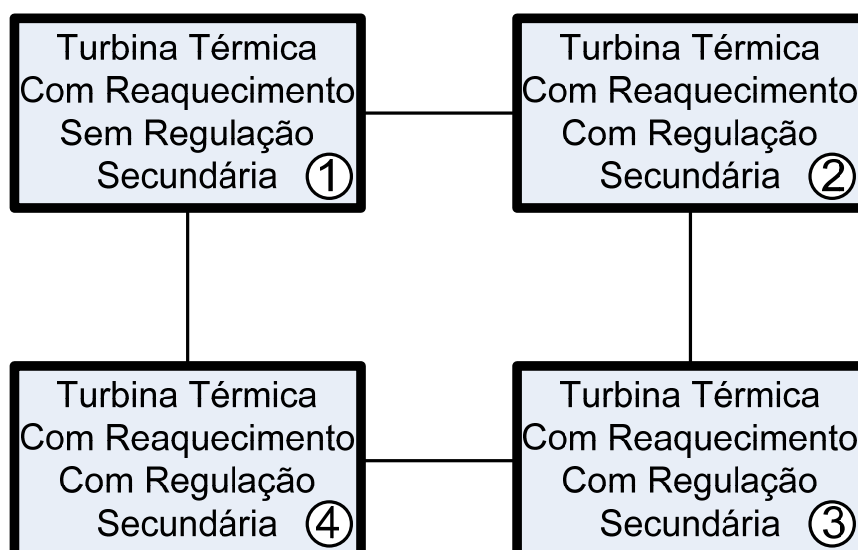 Turbina Térmica
Com Reaquecimento
Sem Regulação
Secundária 1
Turbina Térmica
Com Reaquecimento
Com Regulação
Secundária 2
Turbina Térmica
Com Reaquecimento
Com Regulação
Secundária 4
Turbina Térmica
Com Reaquecimento
Com Regulação
Secundária 3